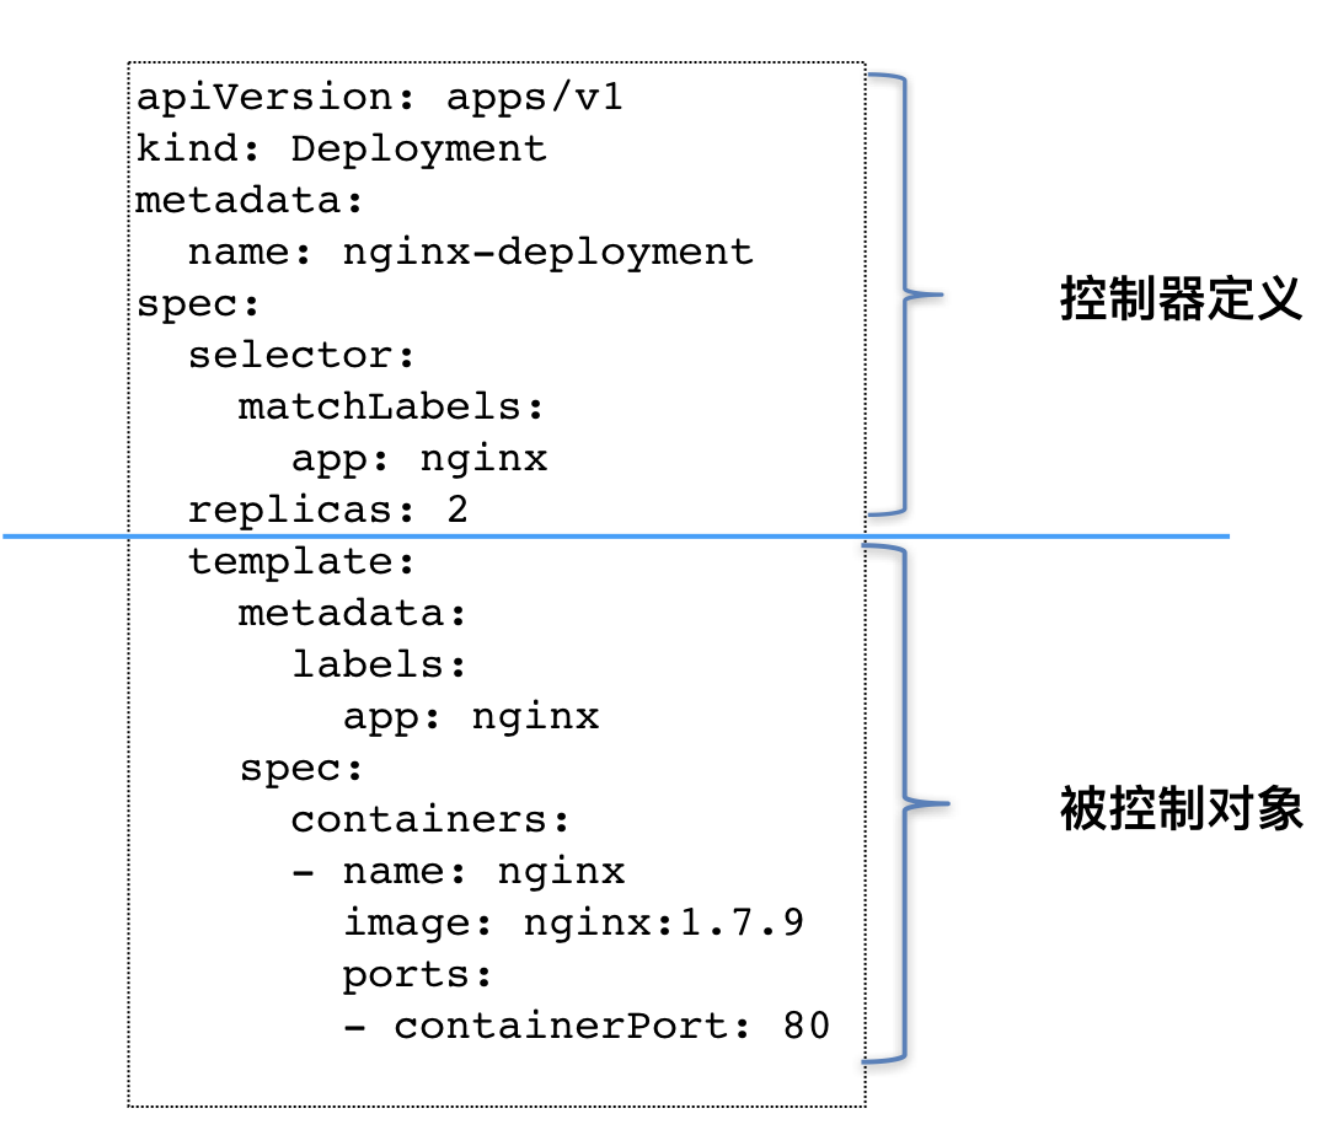 apiVersion: apps/v1
kind: Deployment
metadata:
  name: nginx-deployment
spec:
  selector:
    matchLabels:
      app: nginx
  replicas: 2
控制器定义
  template:
    metadata:
      labels:
        app: nginx
    spec:
      containers:
      - name: nginx
        image: nginx:1.7.9
        ports:
        - containerPort: 80
被控制对象